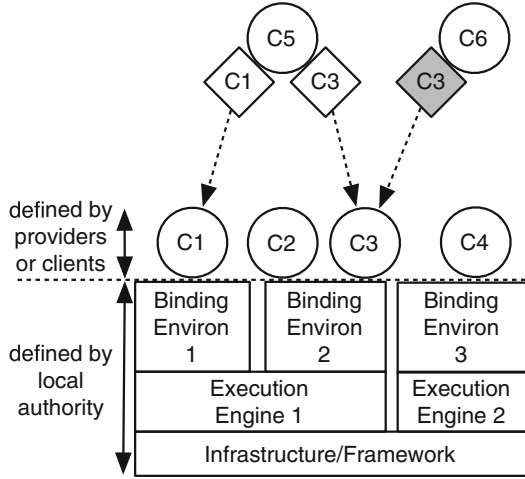 C5
C6
C1
C3
C3
defined by
providers
or clients
C1
C2
C3
C4
defined by
local
authority
Binding
Environ
1
Binding
Environ
2
Binding
Environ
3
Execution
Engine 1
Execution
Engine 2
Infrastructure/Framework